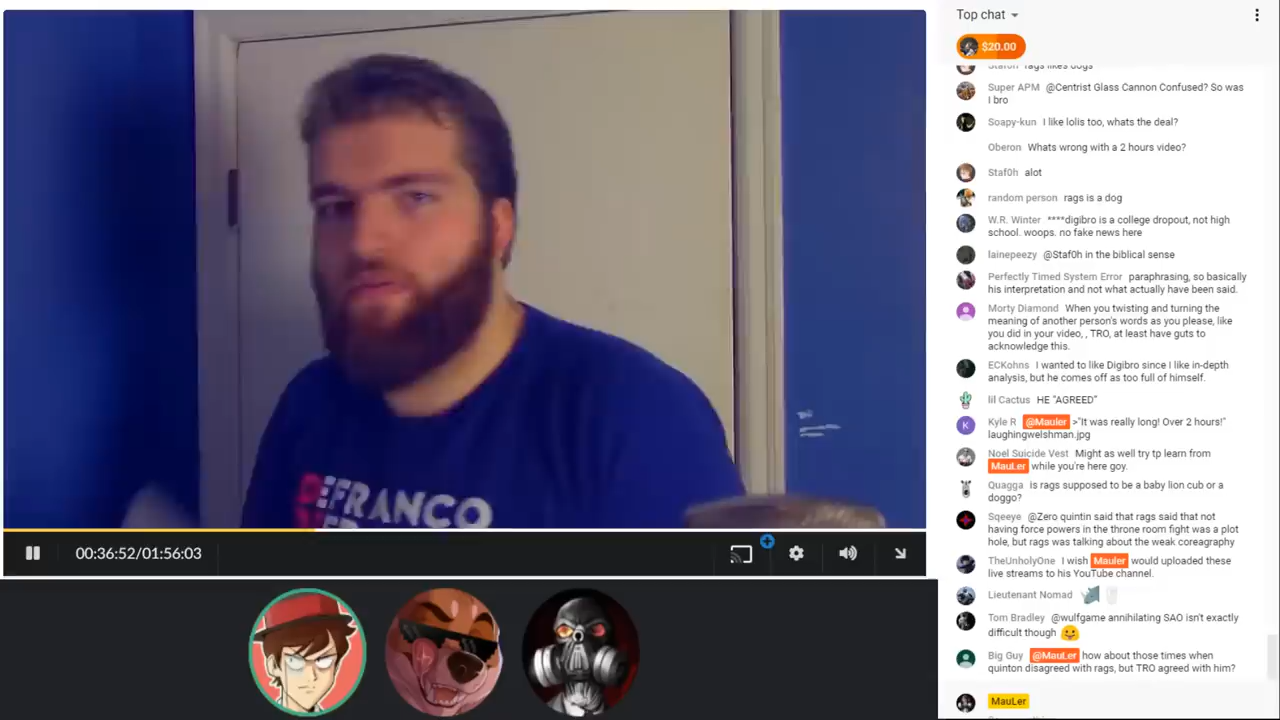 Top chat
$20.00
Staf0h rags likes dogs
Super APM @Centrist Glass Cannon Confused? So was
I bro
Soapy-kun I like lolis too, whats the deal?
Oberon Whats wrong with a 2 hours video?
Staf0h alot
random person rags is a dog
W.R. Winter ****digibro is a college dropout, not high
school. woops. no fake news here
lainepeezy @Staf0h in the biblical sense
Perfectly Timed System Error paraphrasing, so basically
his interpretation and not what actually have been said.
Morty Diamond When you twisting and turning the
meaning of another person's words as you please, like
you did in your video, , TRO, at least have guts to
acknowledge this.
ECKohns I wanted to like Digibro since I like in-depth
analysis, but he comes off as too full of himself.
lil Cactus HE "AGREED"
K
Kyle R @Mauler >"It was really long! Over 2 hours!"
laughingwelshman.jpg
Noel Suicide Vest Might as well try tp learn from
MauLer while you're here goy.
Quagga is rags supposed to be a baby lion cub or a
doggo?
Sqeeye @Zero quintin said that rags said that not
having force powers in the throne room fight was a plot
hole, but rags was talking about the weak coreagraphy
TheUnholyOne I wish Mauler would uploaded these
live streams to his YouTube channel.
Lieutenant Nomad
Tom Bradley @wulfgame annihilating SAO isn't exactly
difficult though
Big Guy @MauLer how about those times when
quinton disagreed with rags, but TRO agreed with him?
MauLer
EFRANCO
00:36:52/01:56:03